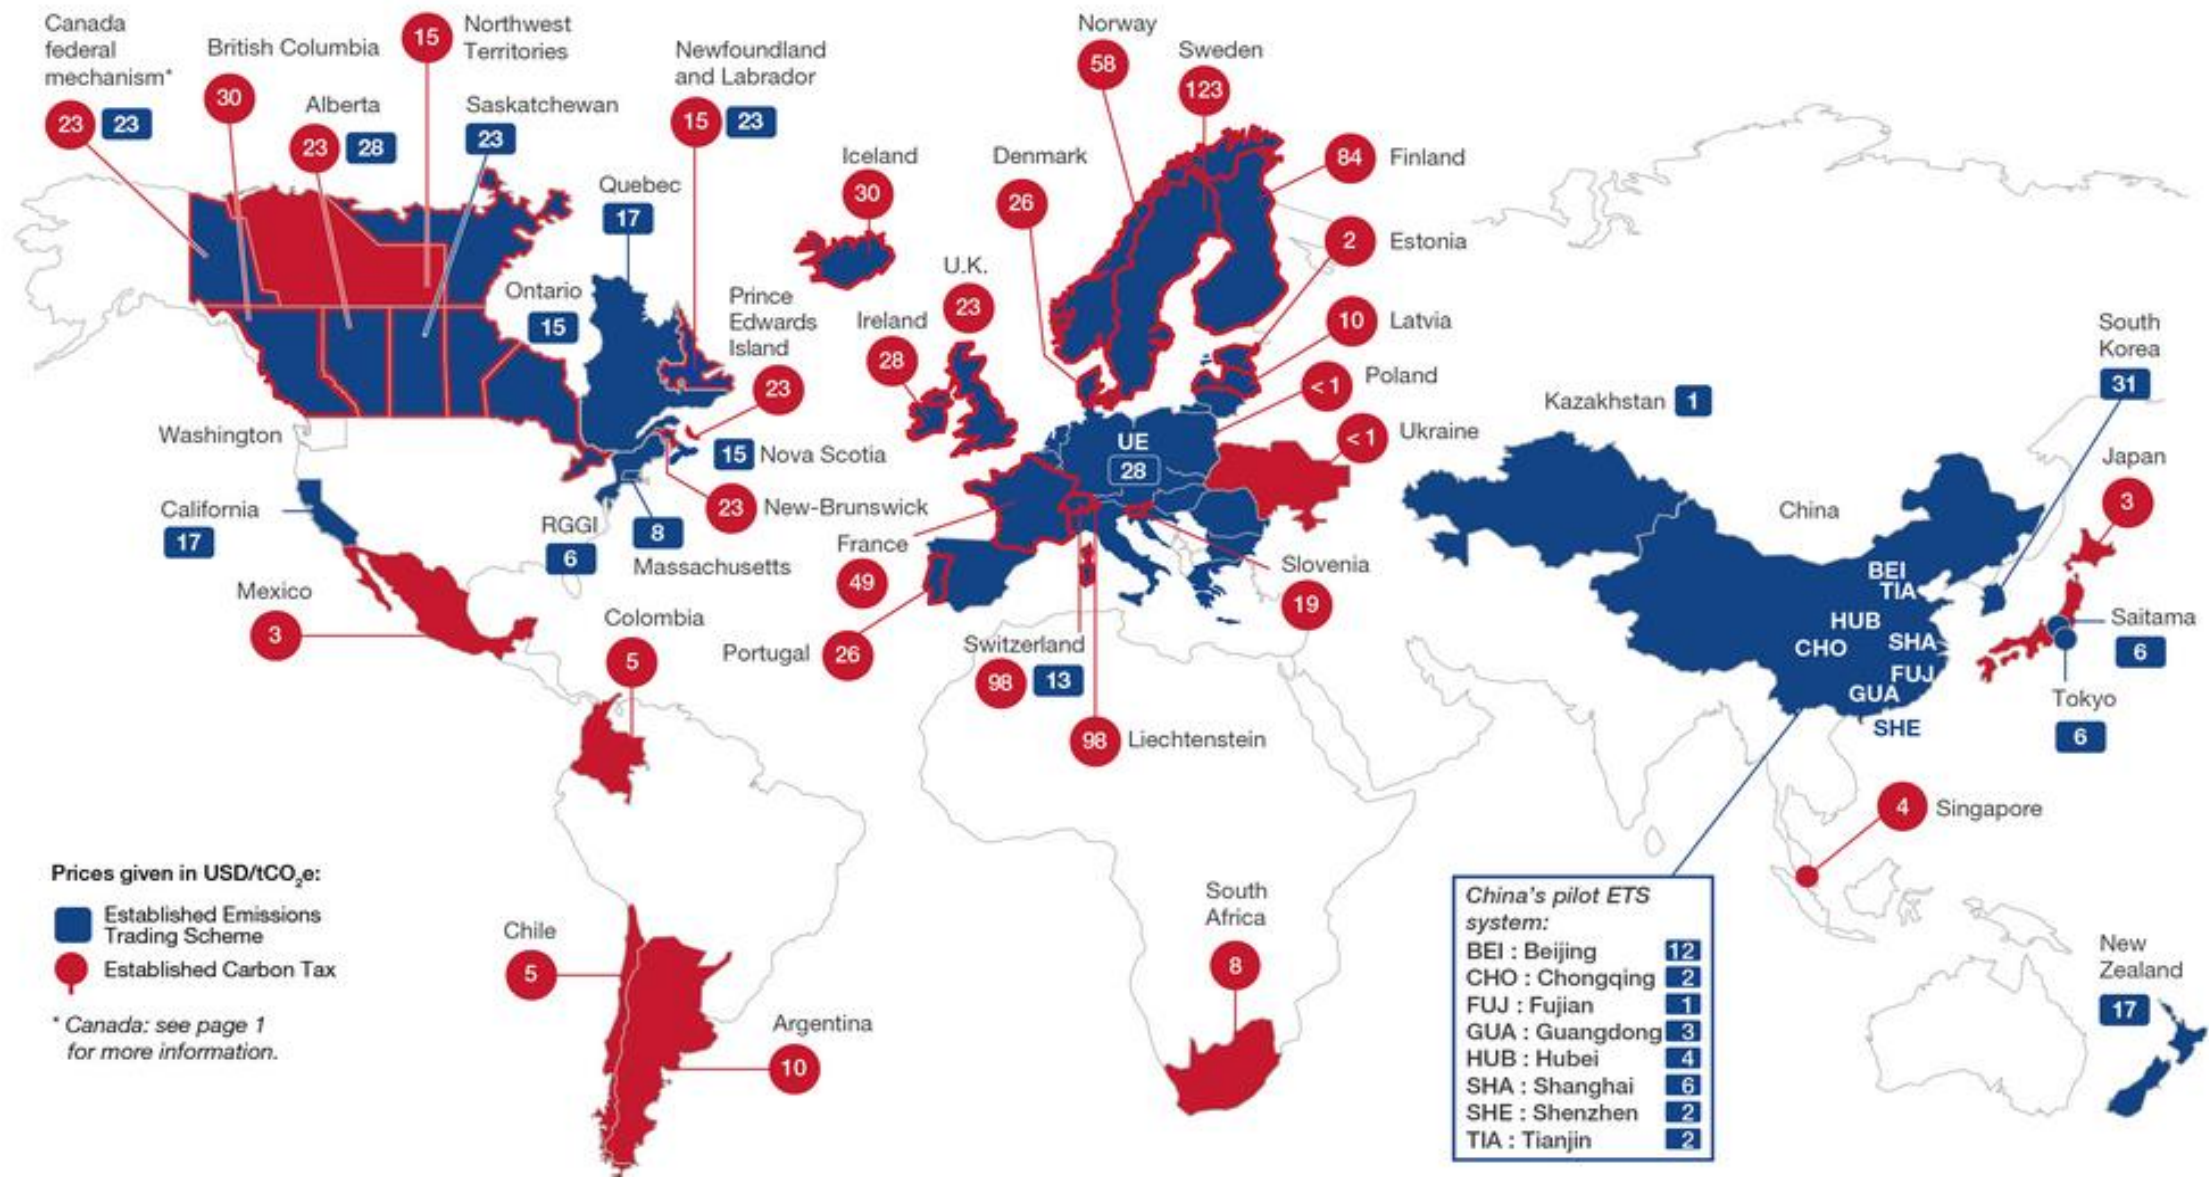 Canada
federal
mechanism*
23 23
British Columbia
30
Alberta
23 28
15
Northwest
Territories
Saskatchewan
23
Newfoundland
and Labrador
15 23
Quebec
17
Ontario
15
Prince
Edwards
Island
23
15 Nova Scotia
23 New-Brunswick
Washington
California
17
RGGI
6
8
Massachusetts
Mexico
3
Colombia
5
Chile
5
Argentina
10
Iceland
30
Norway
58
Sweden
123
Denmark
26
84 Finland
2 Estonia
10 Latvia
<1 Poland
<1 Ukraine
U.K.
23
Ireland
28
UE
28
France
49
Portugal 26
Switzerland
98 13
98 Liechtenstein
Slovenia
19
South
Africa
8
Kazakhstan 1
China
BEI
TIA
HUB
CHO
SHA
FUJ
GUA
SHE
South
Korea
31
Japan
3
Saitama
6
Tokyo
6
4 Singapore
New
Zealand
17
China's pilot ETS
system:
BEI : Beijing 12
CHO : Chongqing 2
FUJ : Fujian 1
GUA : Guangdong 3
HUB : Hubei 4
SHA : Shanghai 6
SHE : Shenzhen 2
TIA : Tianjin 2
Prices given in USD/tCO₂e:
Established Emissions
Trading Scheme
Established Carbon Tax
* Canada: see page 1
for more information.